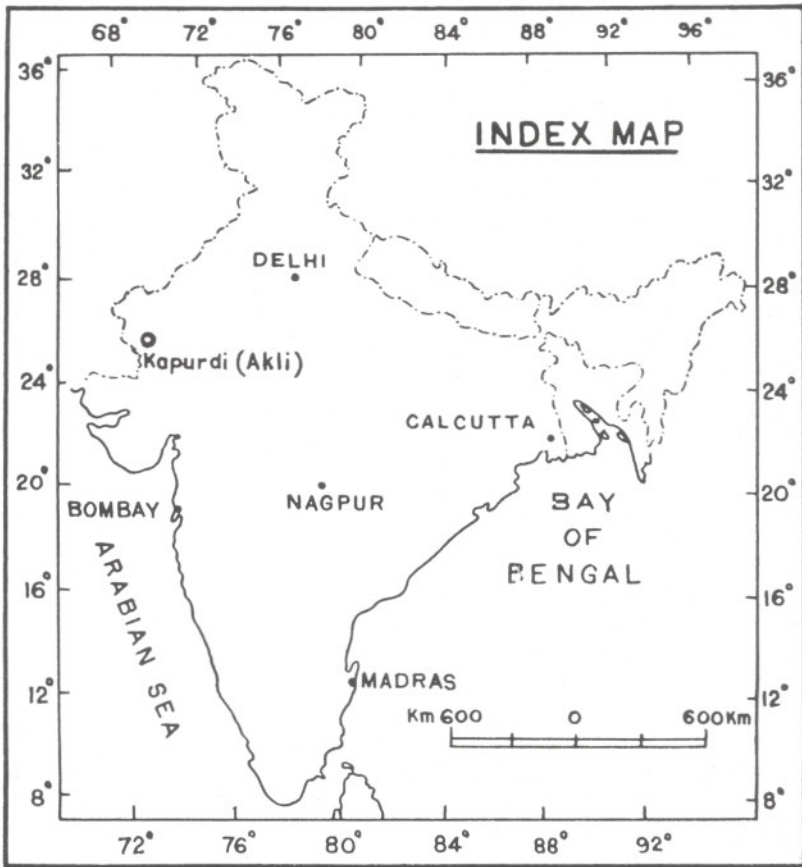 68° 72° 76° 80° 84° 88° 92° 96°
36° 36°
INDEX MAP
32° 32°
DELHI
28° 28°
Kapurdi (Akli)
24° 24°
CALCUTTA
20° 20°
NAGPUR
BAY
BOMBAY
OF
BENGAL
ARABIAN SEA
16° 16°
MADRAS
12° 12°
Km 600 0 600 Km
8° 8°
72° 76° 80° 84° 88° 92°